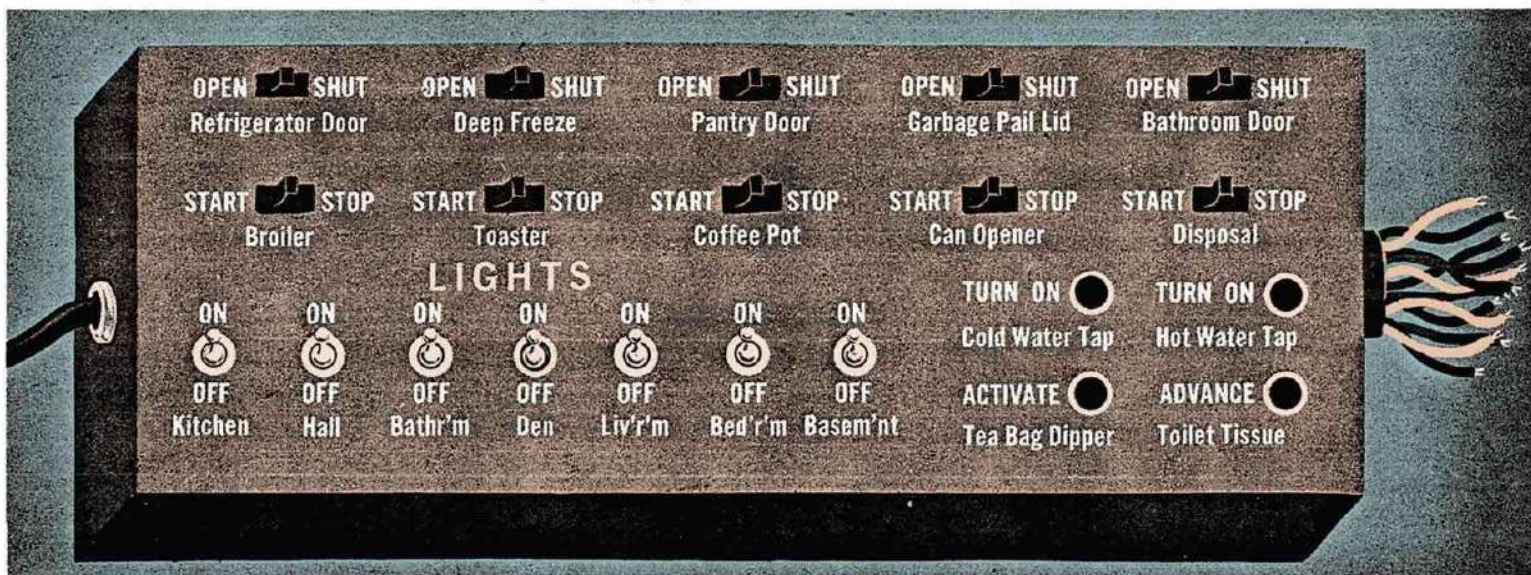 OPEN SHUT OPEN SHUT OPEN SHUT OPEN SHUT OPEN SHUT
Refrigerator Door Deep Freeze Pantry Door Garbage Pail Lid Bathroom Door
START STOP START STOP START STOP START STOP START STOP
Broiler Toaster Coffee Pot Can Opener Disposal
LIGHTS
ON ON ON ON ON ON ON
OFF OFF OFF OFF OFF OFF OFF
Kitchen Hall Bathr'm Den Liv'r'm Bed'r'm Basem'nt
TURN ON TURN ON
Cold Water Tap Hot Water Tap
ACTIVATE ADVANCE
Tea Bag Dipper Toilet Tissue